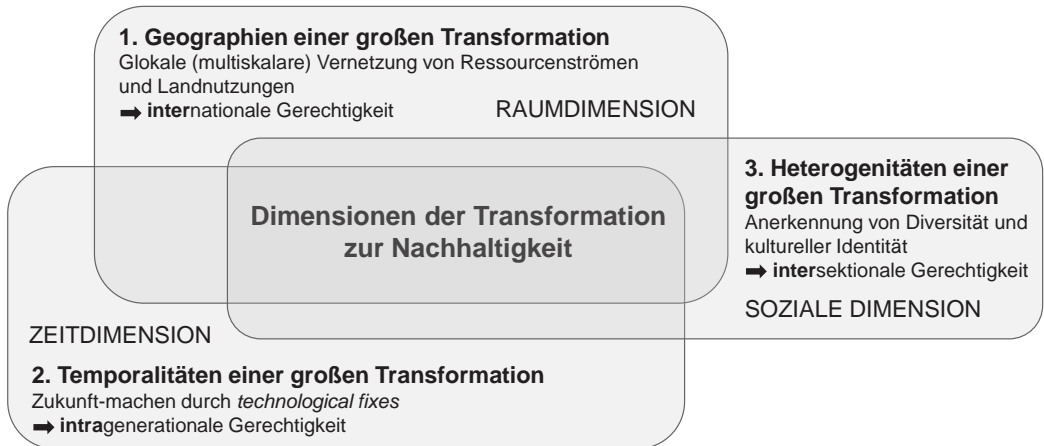 1. Geographien einer großen Transformation
Glokale (multiskalare) Vernetzung von Ressourcenströmen
und Landnutzungen
➡ internationale Gerechtigkeit
RAUMDIMENSION
3. Heterogenitäten einer
großen Transformation
Anerkennung von Diversität und
kultureller Identität
➡ intersektionale Gerechtigkeit
SOZIALE DIMENSION
Dimensionen der Transformation
zur Nachhaltigkeit
ZEITDIMENSION
2. Temporalitäten einer großen Transformation
Zukunft-machen durch technological fixes
➡ intragenerationale Gerechtigkeit